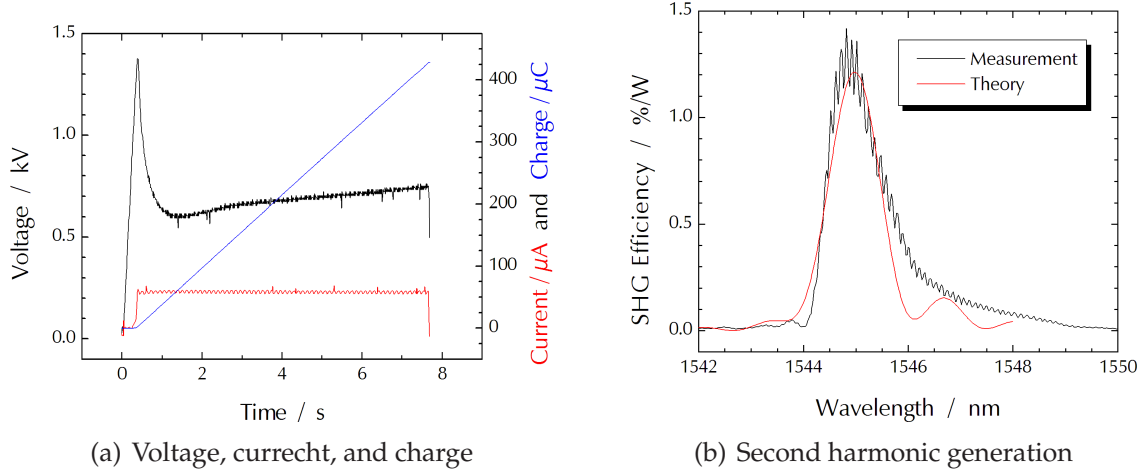 1.5
1.0
0.5
0.0
Voltage / kV
0 2 4 6 8
Time / s
400
300
200
100
0
Current / μA and Charge / μC
(a) Voltage, currecht, and charge
1.5
1.0
0.5
0.0
SHG Efficiency / %/W
Measurement
Theory
1542 1544 1546 1548 1550
Wavelength / nm
(b) Second harmonic generation